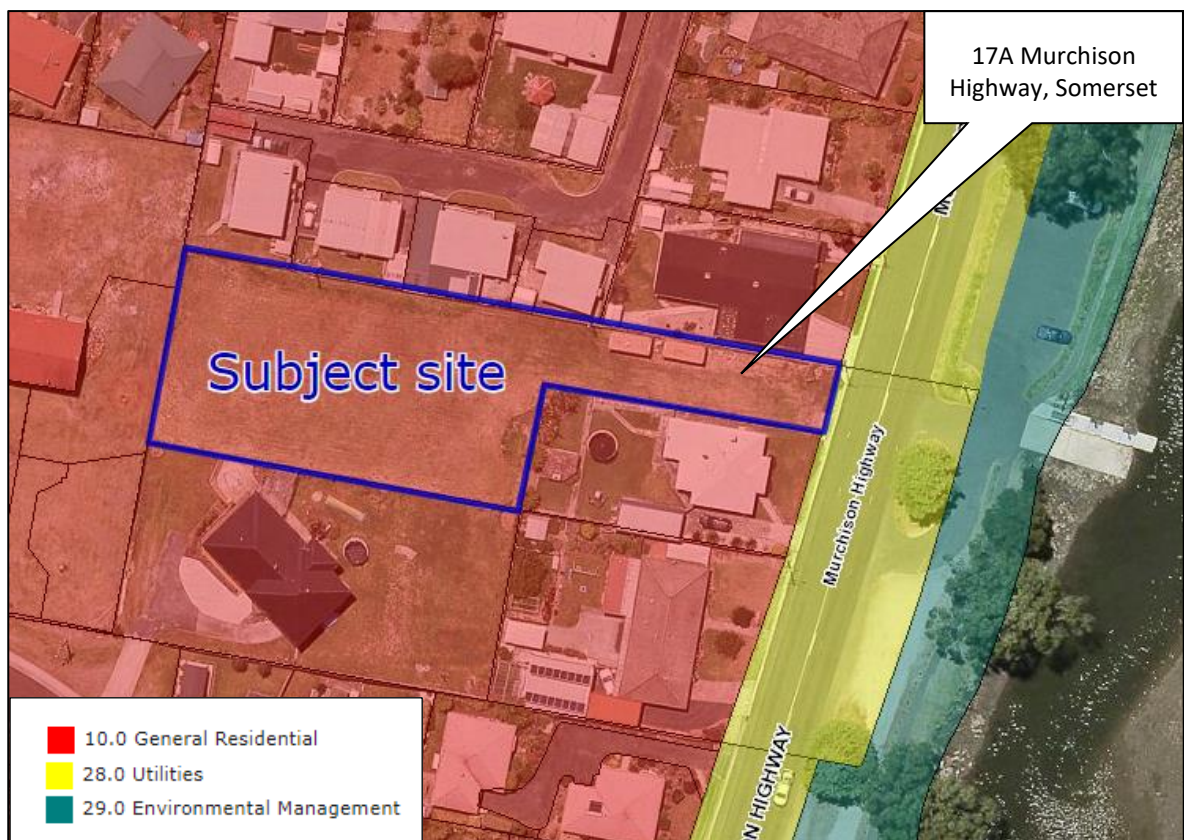 17A Murchison
Highway, Somerset
Subject site
Murchison Highway
N HIGHWAY
10.0 General Residential
28.0 Utilities
29.0 Environmental Management